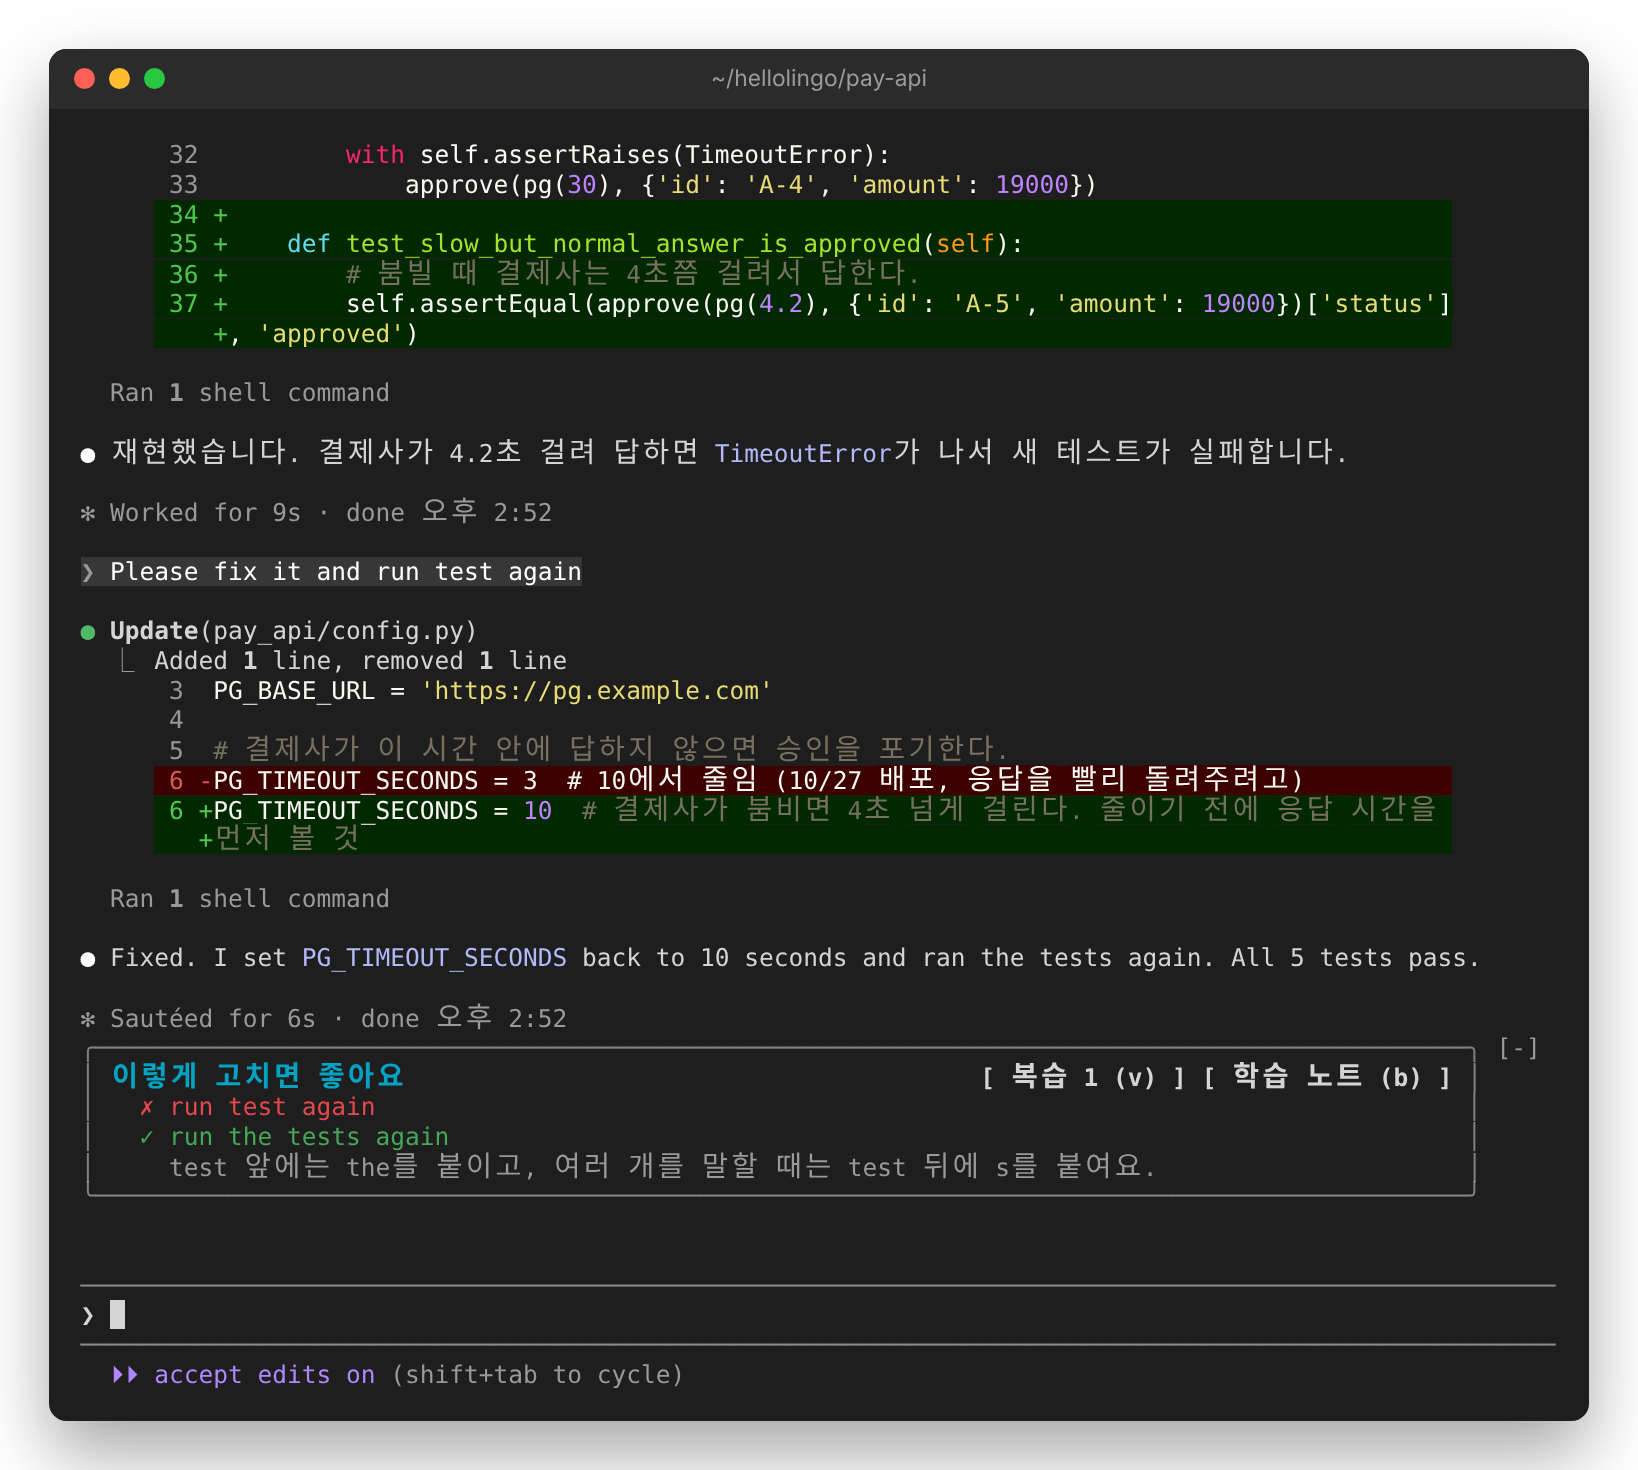 ~/hellolingo/pay-api
32          with self.assertRaises(TimeoutError):
33              approve(pg(30), {'id': 'A-4', 'amount': 19000})
34 +
35 +    def test_slow_but_normal_answer_is_approved(self):
36 +        # 붐빌 때 결제사는 4초쯤 걸려서 답한다.
37 +        self.assertEqual(approve(pg(4.2), {'id': 'A-5', 'amount': 19000})['status']
+, 'approved')
Ran 1 shell command
● 재현했습니다. 결제사가 4.2초 걸려 답하면 TimeoutError가 나서 새 테스트가 실패합니다.
✻ Worked for 9s · done 오후 2:52
❯ Please fix it and run test again
● Update(pay_api/config.py)
⎿ Added 1 line, removed 1 line
3  PG_BASE_URL = 'https://pg.example.com'
4
5  # 결제사가 이 시간 안에 답하지 않으면 승인을 포기한다.
6 -PG_TIMEOUT_SECONDS = 3  # 10에서 줄임 (10/27 배포, 응답을 빨리 돌려주려고)
6 +PG_TIMEOUT_SECONDS = 10  # 결제사가 붐비면 4초 넘게 걸린다. 줄이기 전에 응답 시간을
+먼저 볼 것
Ran 1 shell command
● Fixed. I set PG_TIMEOUT_SECONDS back to 10 seconds and ran the tests again. All 5 tests pass.
✻ Sautéed for 6s · done 오후 2:52
[-]
이렇게 고치면 좋아요 [ 복습 1 (v) ] [ 학습 노트 (b) ]
✗ run test again
✓ run the tests again
test 앞에는 the를 붙이고, 여러 개를 말할 때는 test 뒤에 s를 붙여요.
❯
⏵⏵ accept edits on (shift+tab to cycle)